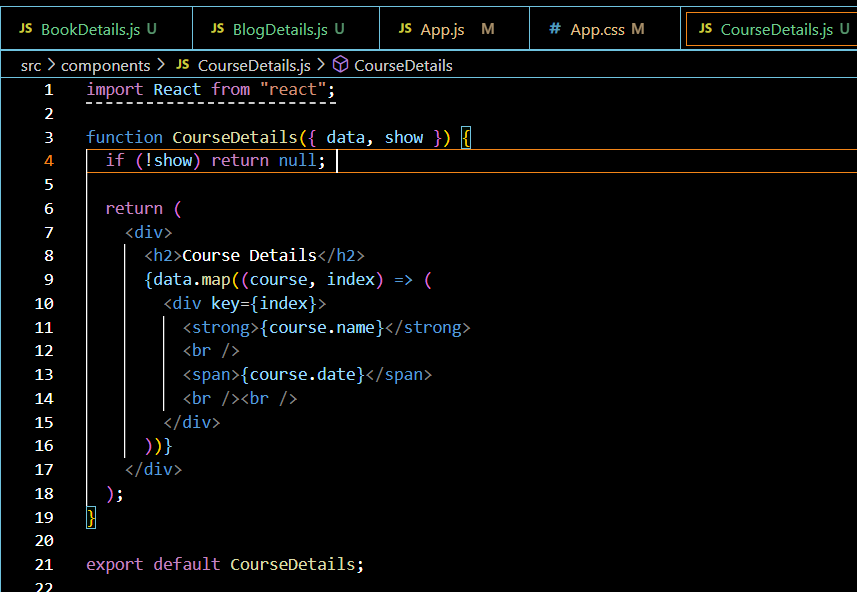 JS BookDetails.js U JS BlogDetails.js U JS App.js M # App.css M JS CourseDetails.js U
src > components > JS CourseDetails.js > CourseDetails
1 import React from "react";
2
3 function CourseDetails({ data, show }) {
4 if (!show) return null;
5
6 return (
7 <div>
8 <h2>Course Details</h2>
9 {data.map((course, index) => (
10 <div key={index}>
11 <strong>{course.name}</strong>
12 <br />
13 <span>{course.date}</span>
14 <br /><br />
15 </div>
16 ))}
17 </div>
18 );
19 }
20
21 export default CourseDetails;
22